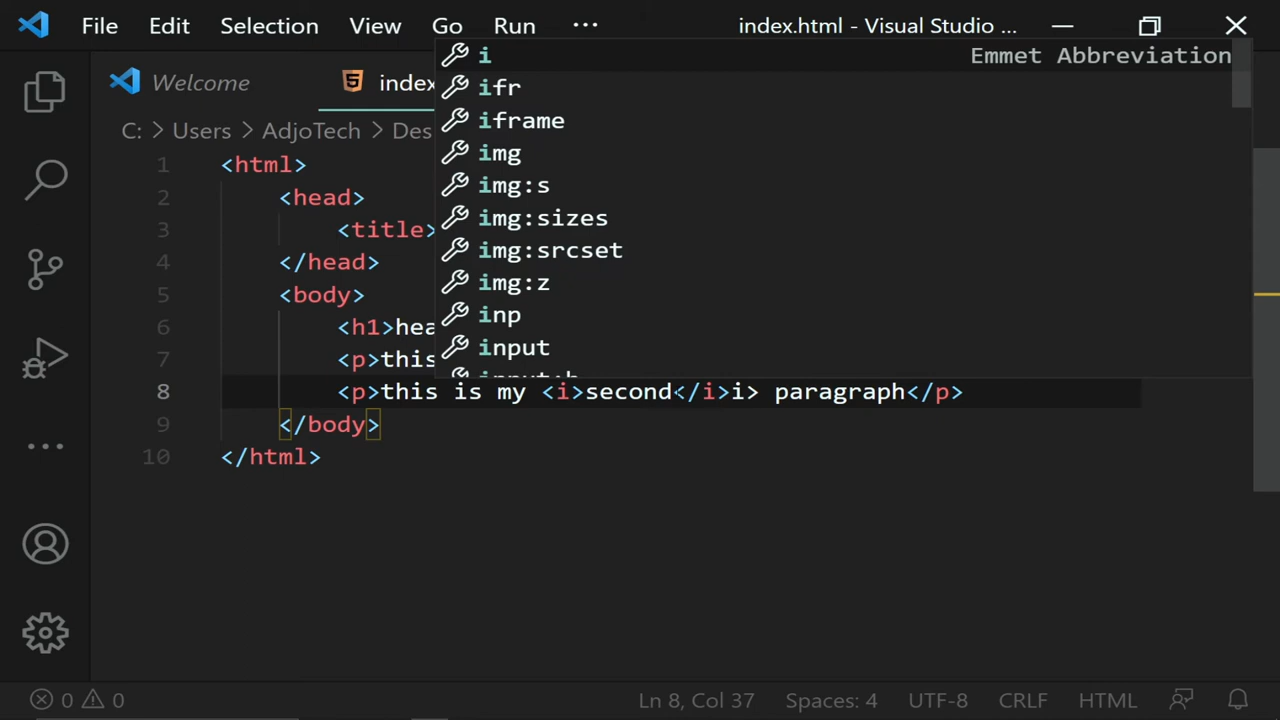 File Edit Selection View Go Run ··· index.html - Visual Studio ...
i Emmet Abbreviation
Welcome index
ifr
iframe
C: > Users > AdjoTech > Des
img
1 <html>
img:s
2 <head>
img:sizes
3 <title>
img:srcset
4 </head>
img:z
5 <body>
inp
6 <h1>hea
input
7 <p>this
8 <p>this is my <i>second</i>i> paragraph</p>
9 </body>
10 </html>
0 0 Ln 8, Col 37 Spaces: 4 UTF-8 CRLF HTML